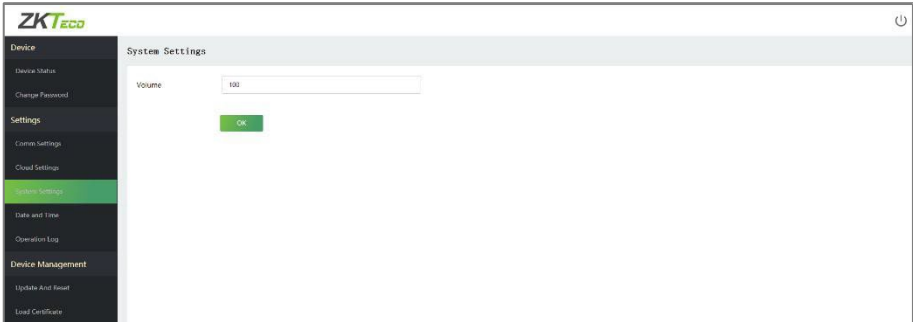 ZKTeco
Device
System Settings
Device Status
Volume
100
Change Password
Settings
OK
Comm.Settings
Cloud Settings
System Settings
Date and Time
Operation Log
Device Management
Update And Reset
Load Certificate